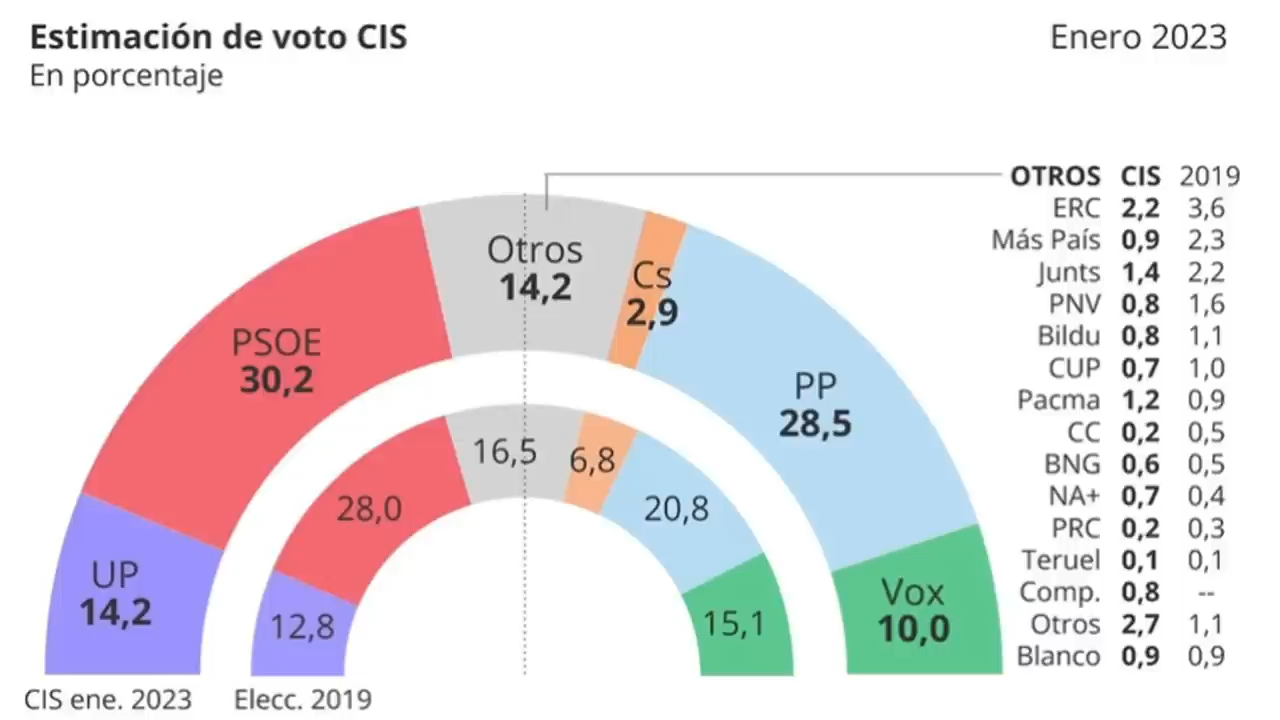 Estimación de voto CIS
Enero 2023
En porcentaje
OTROS CIS 2019
ERC 2,2 3,6
Más País 0,9 2,3
Junts 1,4 2,2
PNV 0,8 1,6
Bildu 0,8 1,1
CUP 0,7 1,0
Pacma 1,2 0,9
CC 0,2 0,5
BNG 0,6 0,5
NA+ 0,7 0,4
PRC 0,2 0,3
Teruel 0,1 0,1
Comp. 0,8 --
Otros 2,7 1,1
Blanco 0,9 0,9
UP
14,2
PSOE
30,2
Otros
14,2
Cs
2,9
PP
28,5
Vox
10,0
12,8
28,0
16,5
6,8
20,8
15,1
CIS ene. 2023
Elecc. 2019